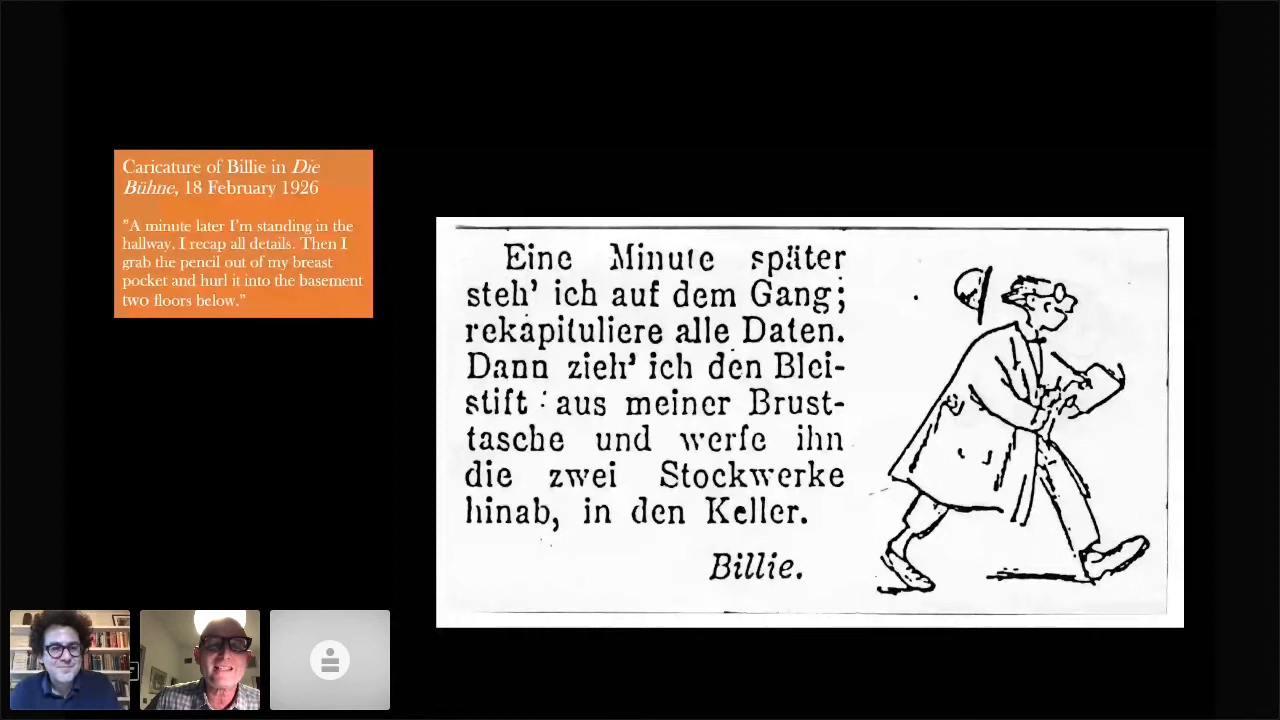 Caricature of Billie in Die
Bühne, 18 February 1926
"A minute later I'm standing in the
hallway. I recap all details. Then I
grab the pencil out of my breast
pocket and hurl it into the basement
two floors below."
Eine Minute später
steh' ich auf dem Gang;
rekapituliere alle Daten.
Dann zieh' ich den Blei-
stift aus meiner Brust-
tasche und werfe ihn
die zwei Stockwerke
hinab, in den Keller.
Billie.